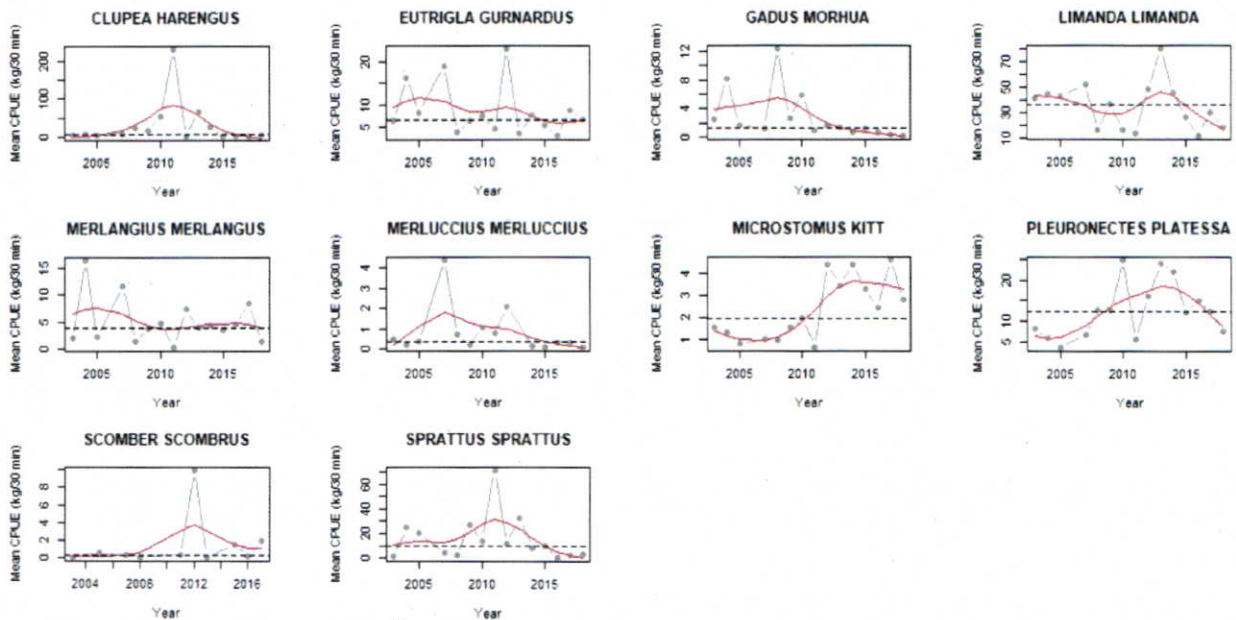 CLUPEA HARENGUS
Mean CPUE (kg/30 min)
0 100 200
2005 2010 2015
Year
EUTRIGLA GURNARDUS
Mean CPUE (kg/30 min)
5 10 20
2005 2010 2015
Year
GADUS MORHUA
Mean CPUE (kg/30 min)
0 4 8 12
2005 2010 2015
Year
LIMANDA LIMANDA
Mean CPUE (kg/30 min)
10 30 50 70
2005 2010 2015
Year
MERLANGIUS MERLANGUS
Mean CPUE (kg/30 min)
0 5 10 15
2005 2010 2015
Year
MERLUCCIUS MERLUCCIUS
Mean CPUE (kg/30 min)
0 1 2 3 4
2005 2010 2015
Year
MICROSTOMUS KITT
Mean CPUE (kg/30 min)
1 2 3 4
2005 2010 2015
Year
PLEURONECTES PLATESSA
Mean CPUE (kg/30 min)
5 10 20
2005 2010 2015
Year
SCOMBER SCOMBRUS
Mean CPUE (kg/30 min)
0 2 4 6 8
2004 2008 2012 2016
Year
SPRATTUS SPRATTUS
Mean CPUE (kg/30 min)
0 20 40 60
2005 2010 2015
Year